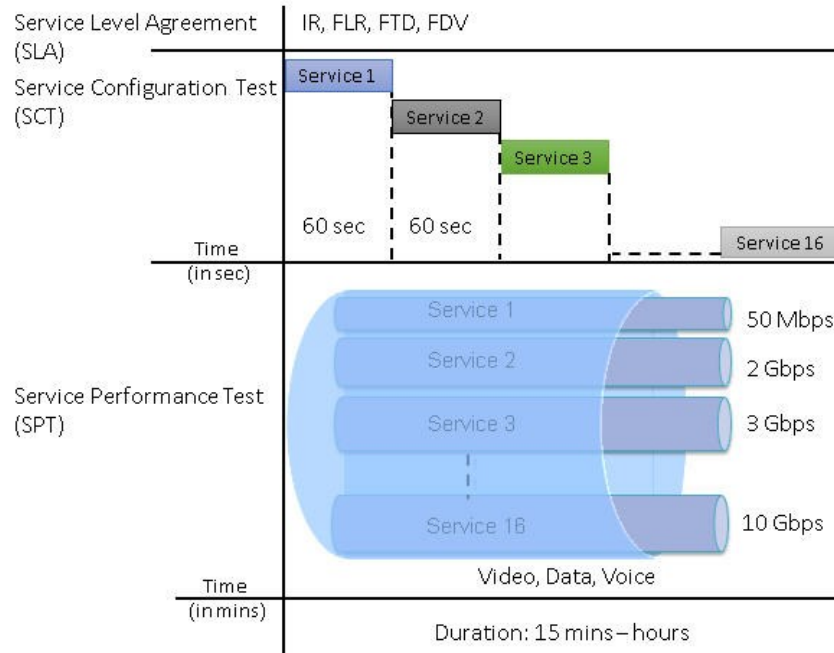 Service Level Agreement
(SLA)
IR, FLR, FTD, FDV
Service Configuration Test
(SCT)
Service 1
Service 2
Service 3
60 sec
60 sec
Service 16
Time
(in sec)
Service Performance Test
(SPT)
Service 1
50 Mbps
Service 2
2 Gbps
Service 3
3 Gbps
Service 16
10 Gbps
Video, Data, Voice
Time
(in mins)
Duration: 15 mins – hours